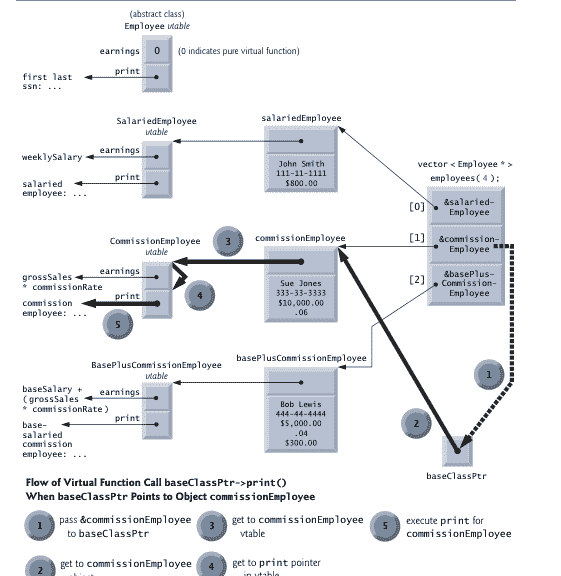 (abstract class)
Employee vtable
earnings
0
(0 indicates pure virtual function)
first last
ssn: ...
print
SalariedEmployee
vtable
weeklySalary
earnings
salaried
employee: ...
print
salariedEmployee
John Smith
111-11-1111
$800.00
vector < Employee * >
employees( 4 );
[0]
&salaried-
Employee
[1]
&commission-
Employee
[2]
&basePlus-
Commission-
Employee
CommissionEmployee
vtable
3
commissionEmployee
grossSales
* commissionRate
earnings
4
commission
employee: ...
print
5
Sue Jones
333-33-3333
$10,000.00
.06
BasePlusCommissionEmployee
vtable
basePlusCommissionEmployee
baseSalary +
(grossSales
* commissionRate)
earnings
base-
salaried
commission
employee: ...
print
Bob Lewis
444-44-4444
$5,000.00
.04
$300.00
1
2
baseClassPtr
Flow of Virtual Function Call baseClassPtr->print()
When baseClassPtr Points to Object commissionEmployee
1 pass &commissionEmployee
to baseClassPtr
3 get to commissionEmployee
vtable
5 execute print for
commissionEmployee
2 get to commissionEmployee
4 get to print pointer
in vtable